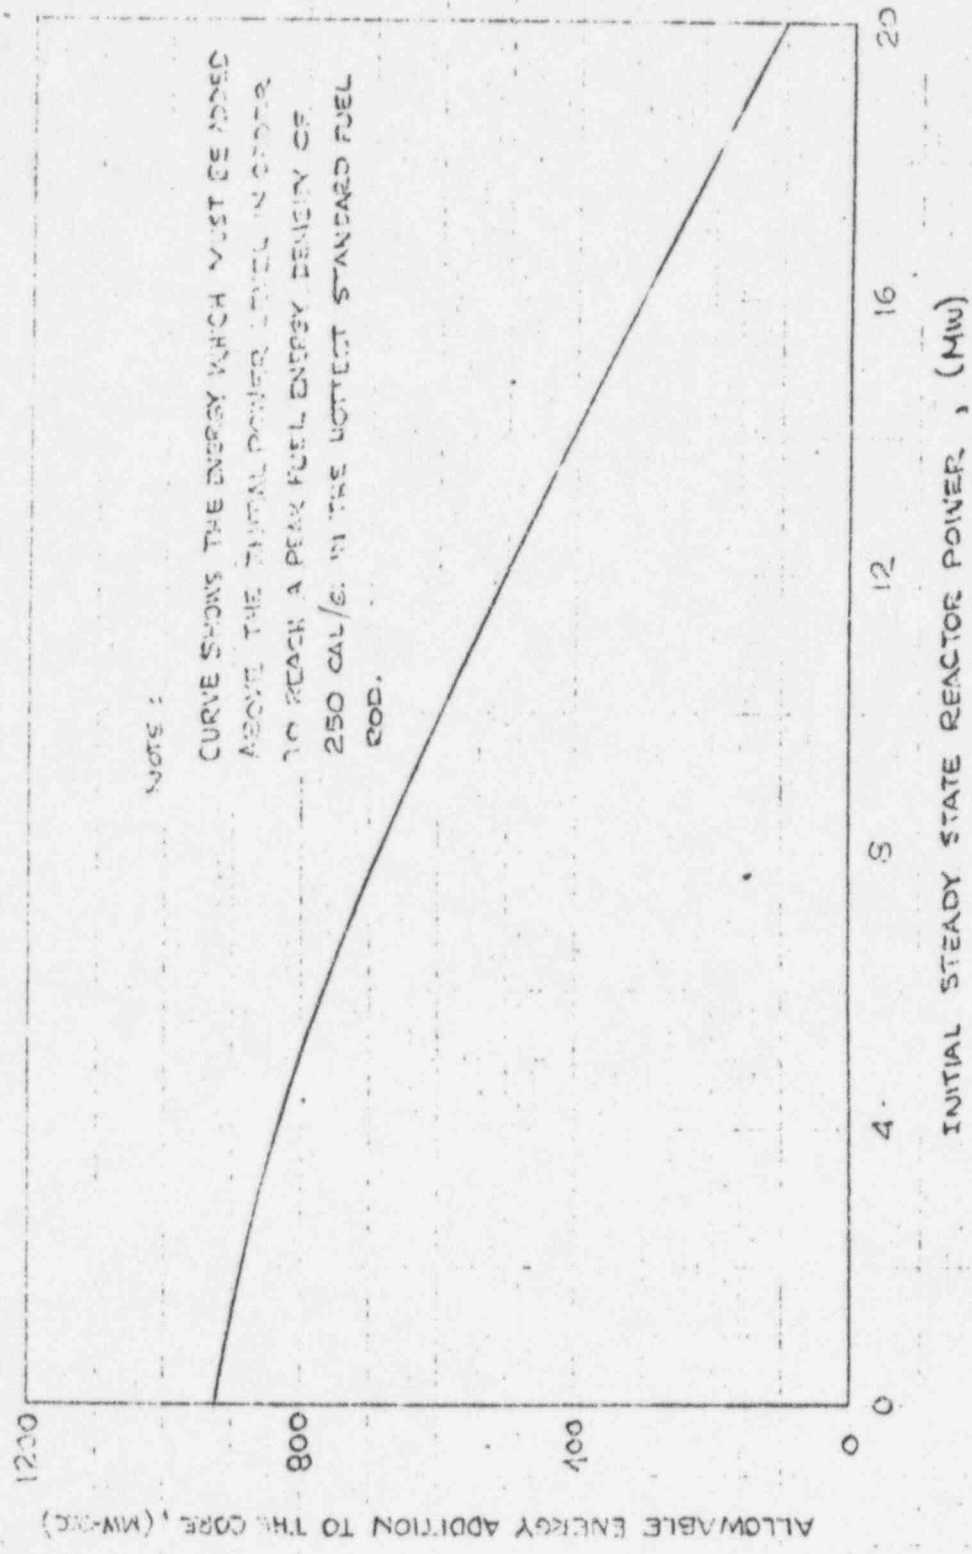 NOTE :
CURVE SHOWS THE ENERGY WHICH MUST BE ADDED
ABOVE THE INITIAL POWER LEVEL IN ORDER
TO REACH A PEAK FUEL ENERGY DENSITY OF
250 CAL/G. IN THE HOTTEST STANDARD FUEL
ROD.
ALLOWABLE ENERGY ADDITION TO THE CORE, (MW-SEC)
1200
800
400
0
0 4 8 12 16 20
INITIAL STEADY STATE REACTOR POWER , (MW)